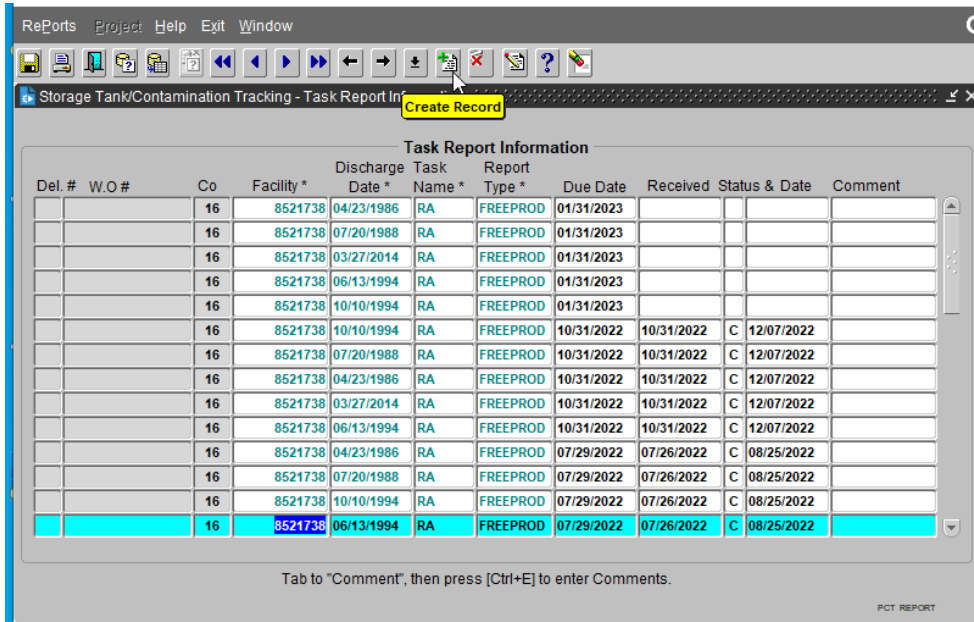 RePorts Project Help Exit Window
Storage Tank/Contamination Tracking - Task Report In
Create Record
Task Report Information
Discharge Task Report
Del. # W.O # Co Facility * Date * Name * Type * Due Date Received Status & Date Comment
16 8521738 04/23/1986 RA FREEPROD 01/31/2023
16 8521738 07/20/1988 RA FREEPROD 01/31/2023
16 8521738 03/27/2014 RA FREEPROD 01/31/2023
16 8521738 06/13/1994 RA FREEPROD 01/31/2023
16 8521738 10/10/1994 RA FREEPROD 01/31/2023
16 8521738 10/10/1994 RA FREEPROD 10/31/2022 10/31/2022 C 12/07/2022
16 8521738 07/20/1988 RA FREEPROD 10/31/2022 10/31/2022 C 12/07/2022
16 8521738 04/23/1986 RA FREEPROD 10/31/2022 10/31/2022 C 12/07/2022
16 8521738 03/27/2014 RA FREEPROD 10/31/2022 10/31/2022 C 12/07/2022
16 8521738 06/13/1994 RA FREEPROD 10/31/2022 10/31/2022 C 12/07/2022
16 8521738 04/23/1986 RA FREEPROD 07/29/2022 07/26/2022 C 08/25/2022
16 8521738 07/20/1988 RA FREEPROD 07/29/2022 07/26/2022 C 08/25/2022
16 8521738 10/10/1994 RA FREEPROD 07/29/2022 07/26/2022 C 08/25/2022
16 8521738 06/13/1994 RA FREEPROD 07/29/2022 07/26/2022 C 08/25/2022
Tab to "Comment", then press [Ctrl+E] to enter Comments.
PCT REPORT